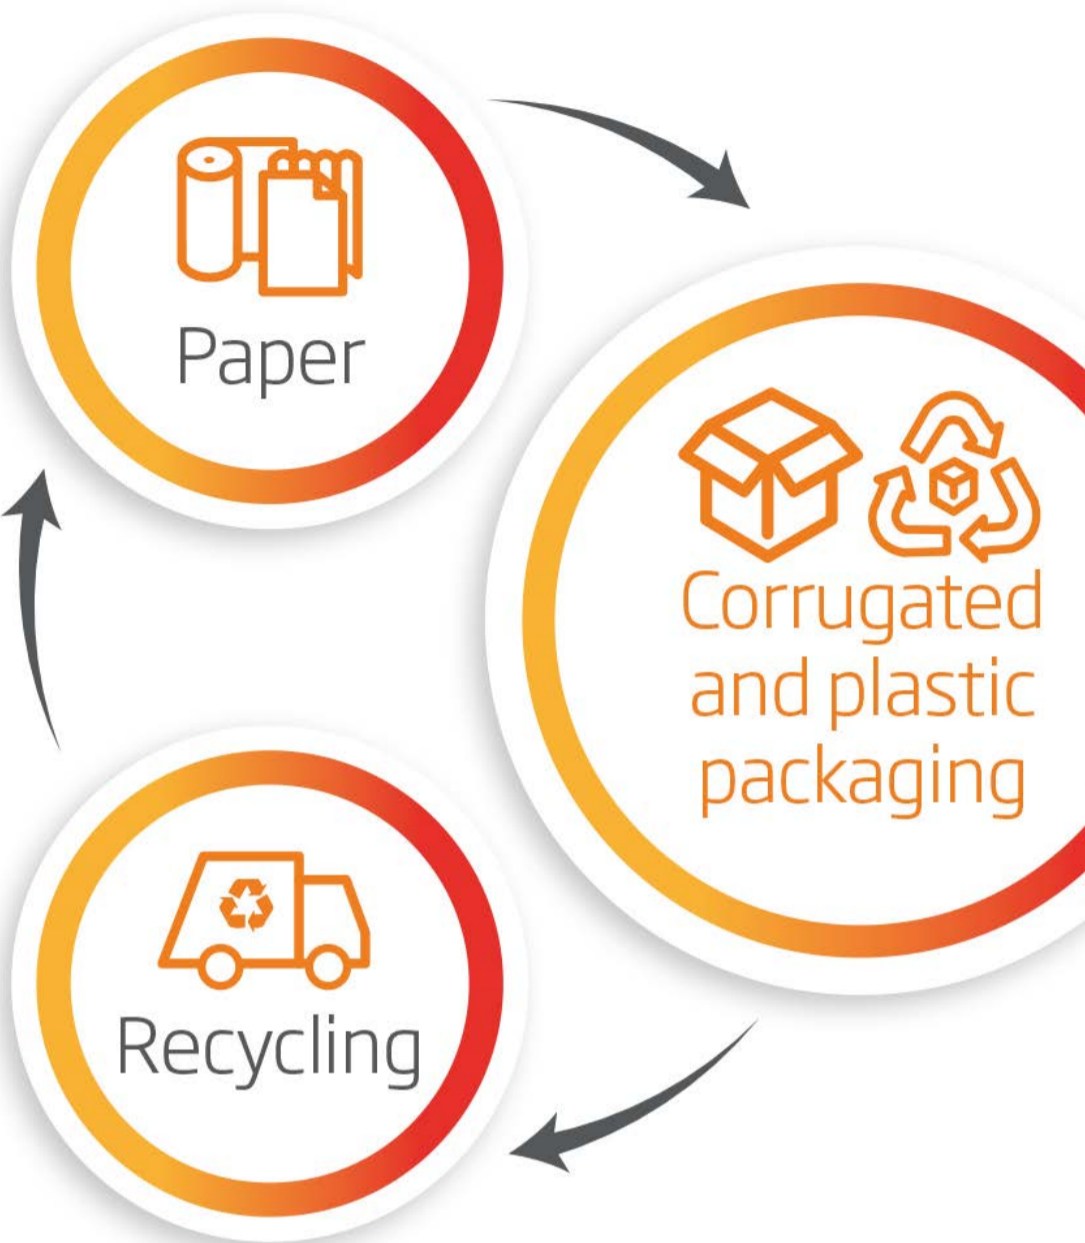 Paper
Corrugated
and plastic
packaging
Recycling